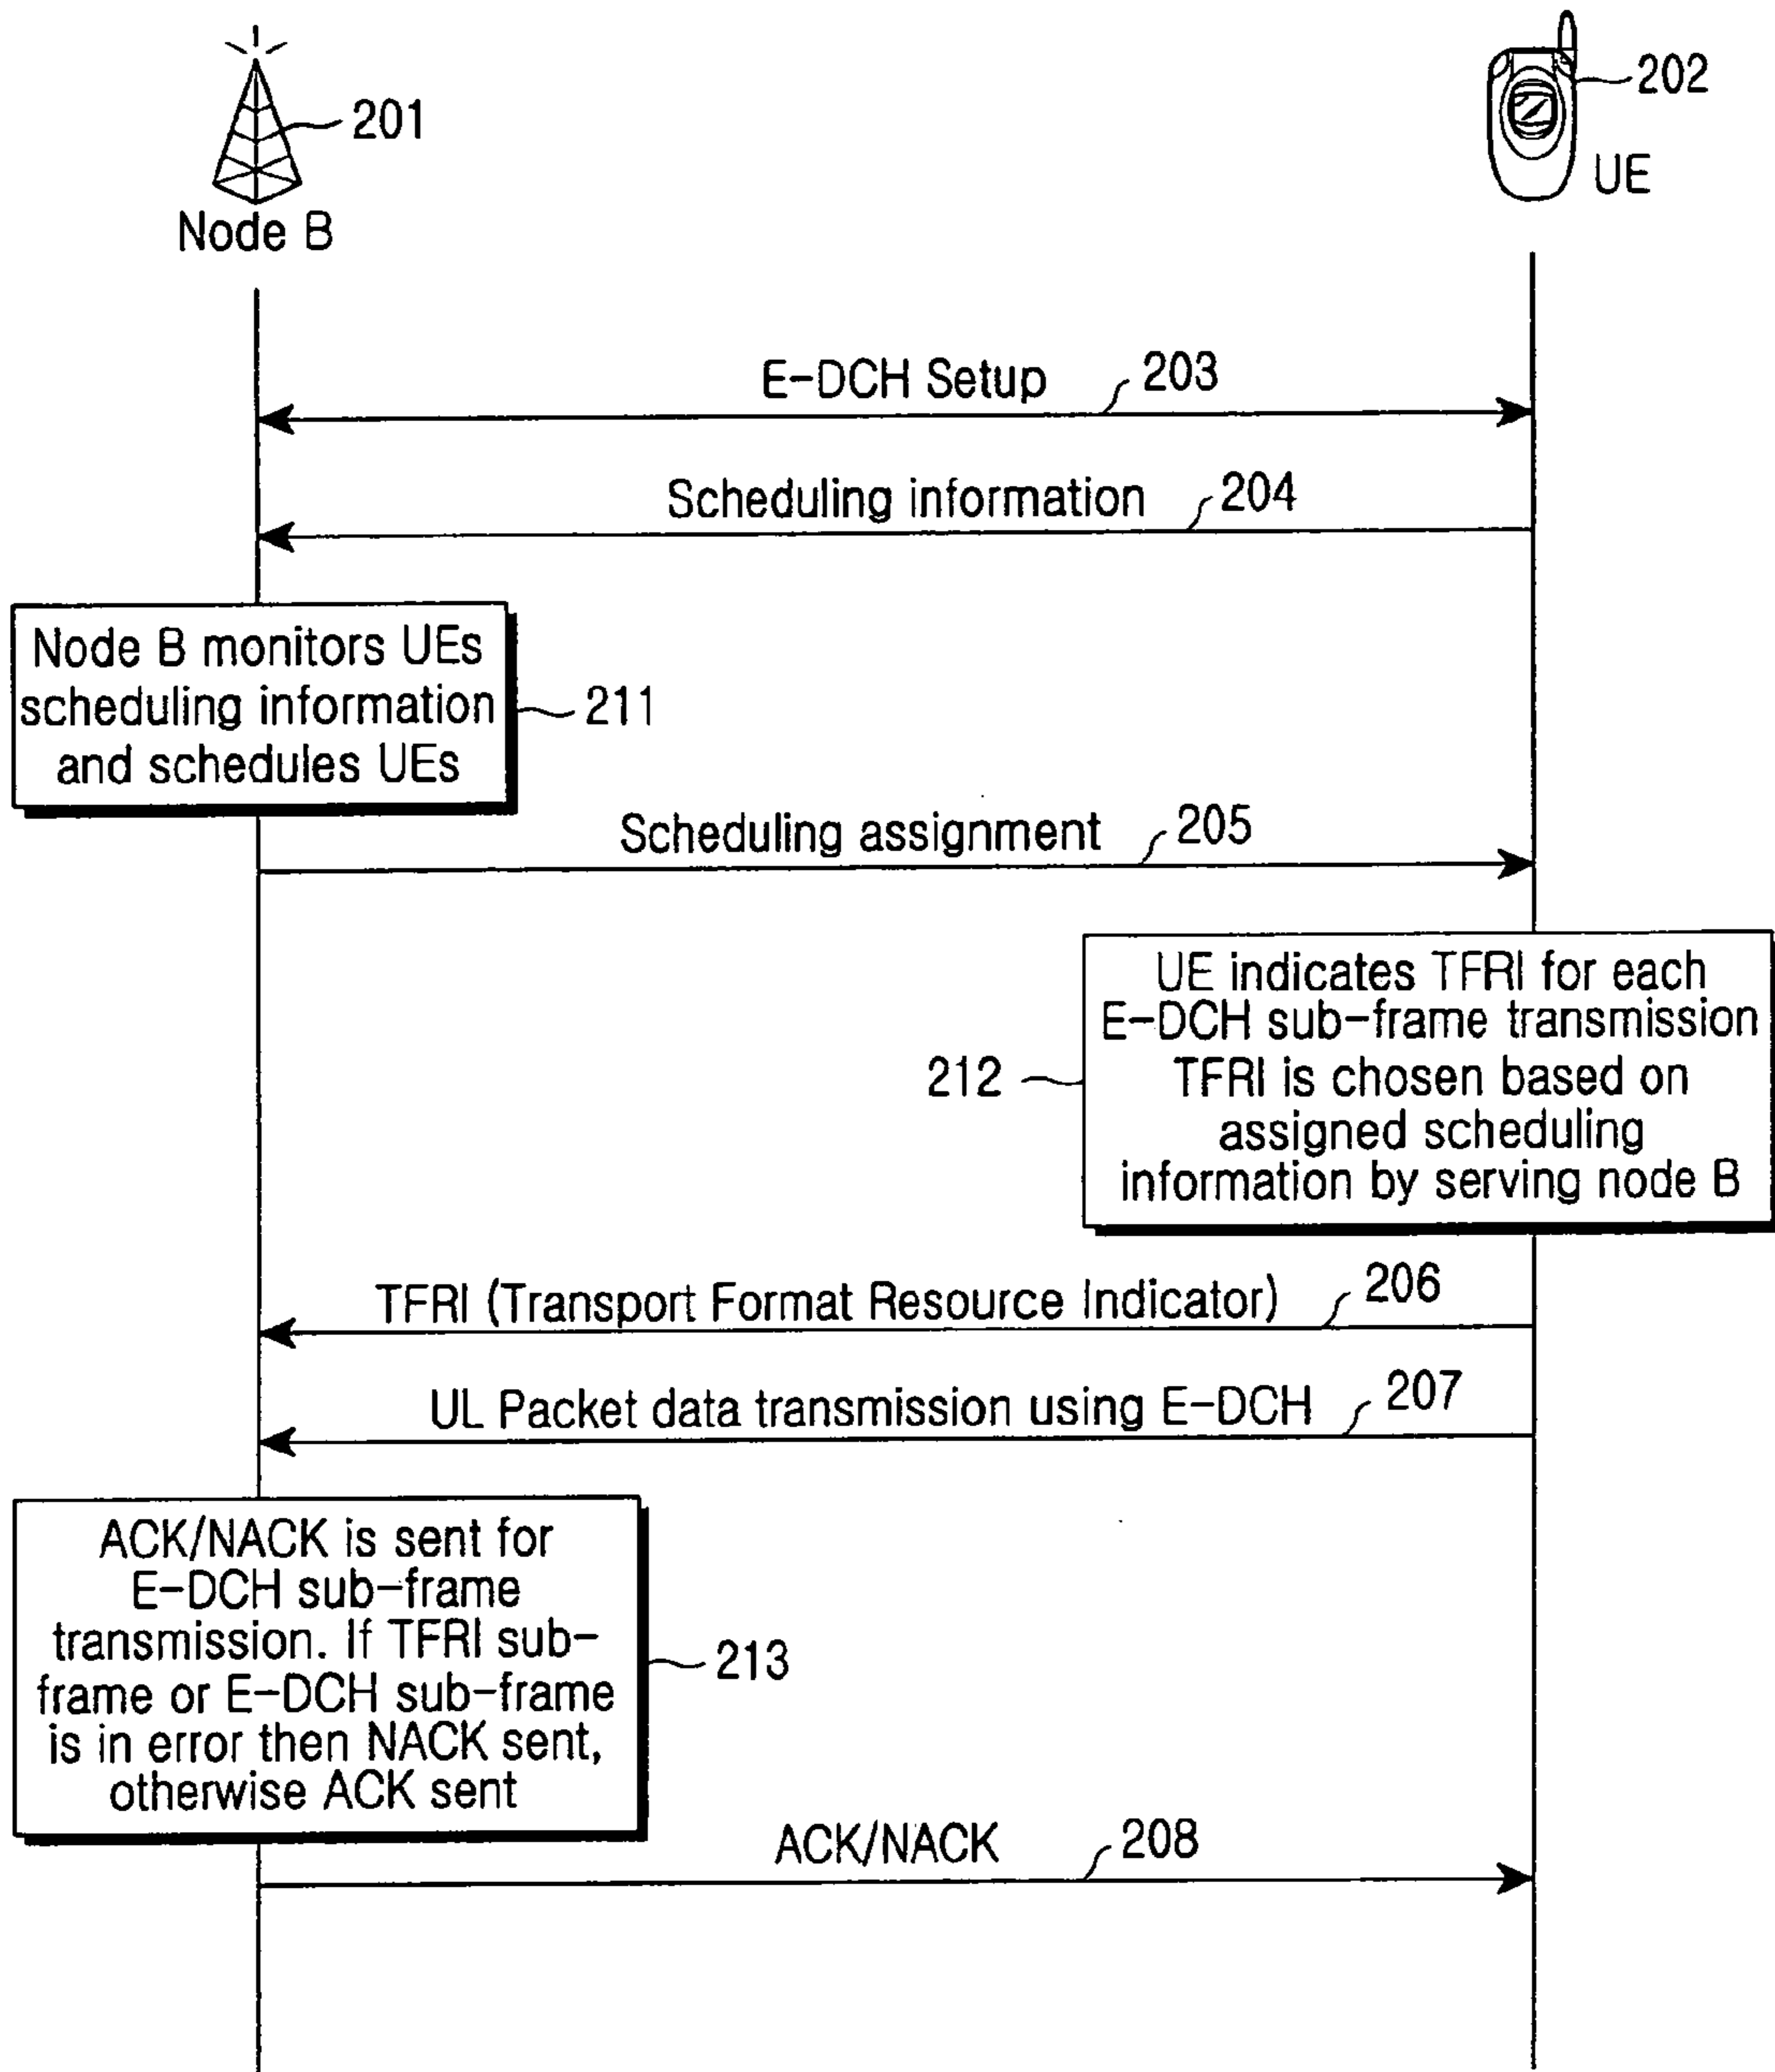 201
202
Node B
UE
E-DCH Setup
203
Scheduling information
204
Node B monitors UEs
scheduling information
and schedules UEs
211
Scheduling assignment
205
UE indicates TFRI for each
E-DCH sub-frame transmission
TFRI is chosen based on
assigned scheduling
information by serving node B
212
TFRI (Transport Format Resource Indicator)
206
UL Packet data transmission using E-DCH
207
ACK/NACK is sent for
E-DCH sub-frame
transmission. If TFRI sub-
frame or E-DCH sub-frame
is in error then NACK sent,
otherwise ACK sent
213
ACK/NACK
208